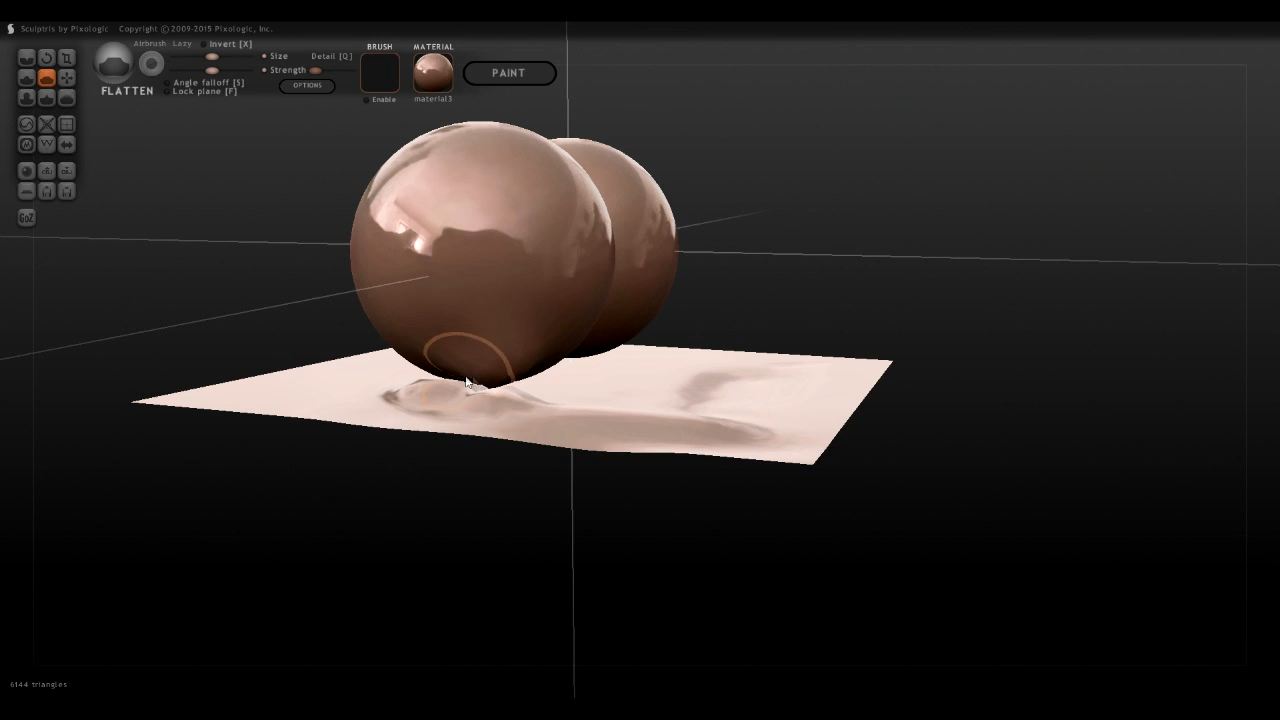 Sculptris by Pixologic Copyright © 2009-2015 Pixologic, Inc.
Airbrush Lazy Invert [X]
Size Detail [Q]
Strength
Angle falloff [S]
Lock plane [F]
OPTIONS
FLATTEN
BRUSH
Enable
MATERIAL
material3
PAINT
GoZ
6144 triangles